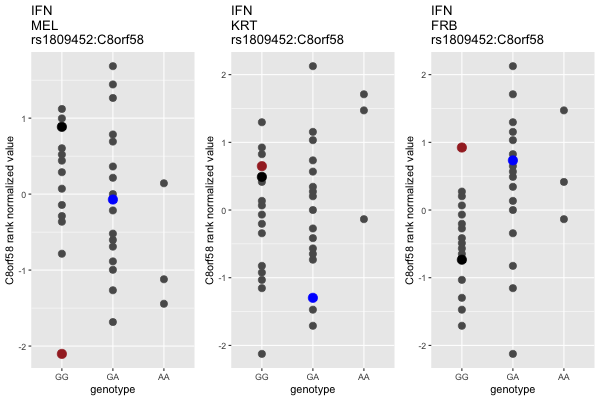 IFN
MEL
rs1809452:C8orf58
C8orf58 rank normalized value
1
0
-1
-2
GG
GA
AA
genotype
IFN
KRT
rs1809452:C8orf58
C8orf58 rank normalized value
2
1
0
-1
-2
GG
GA
AA
genotype
IFN
FRB
rs1809452:C8orf58
C8orf58 rank normalized value
2
1
0
-1
-2
GG
GA
AA
genotype